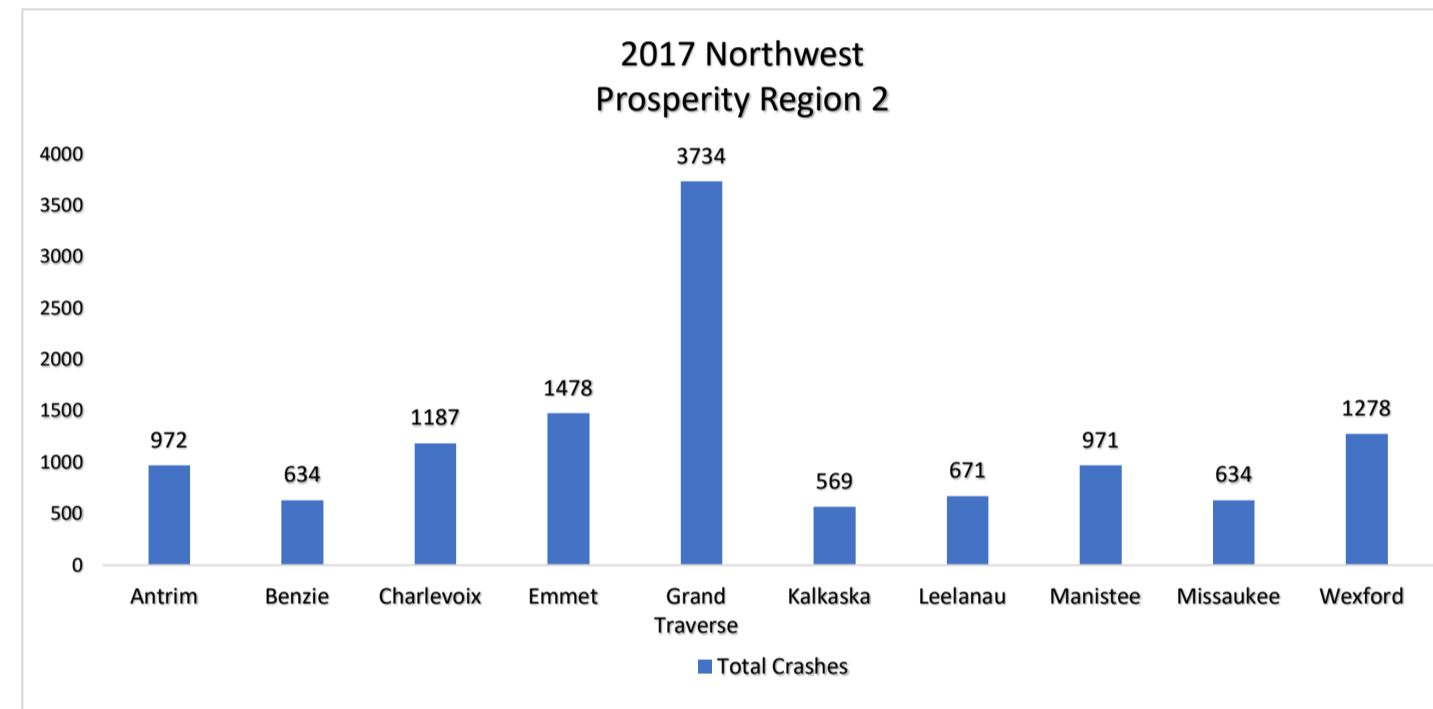 2017 Northwest
Prosperity Region 2
4000
3500
3000
2500
2000
1500
1000
500
0
972
634
1187
1478
3734
569
671
971
634
1278
Antrim
Benzie
Charlevoix
Emmet
Grand
Traverse
Kalkaska
Leelanau
Manistee
Missaukee
Wexford
Total Crashes